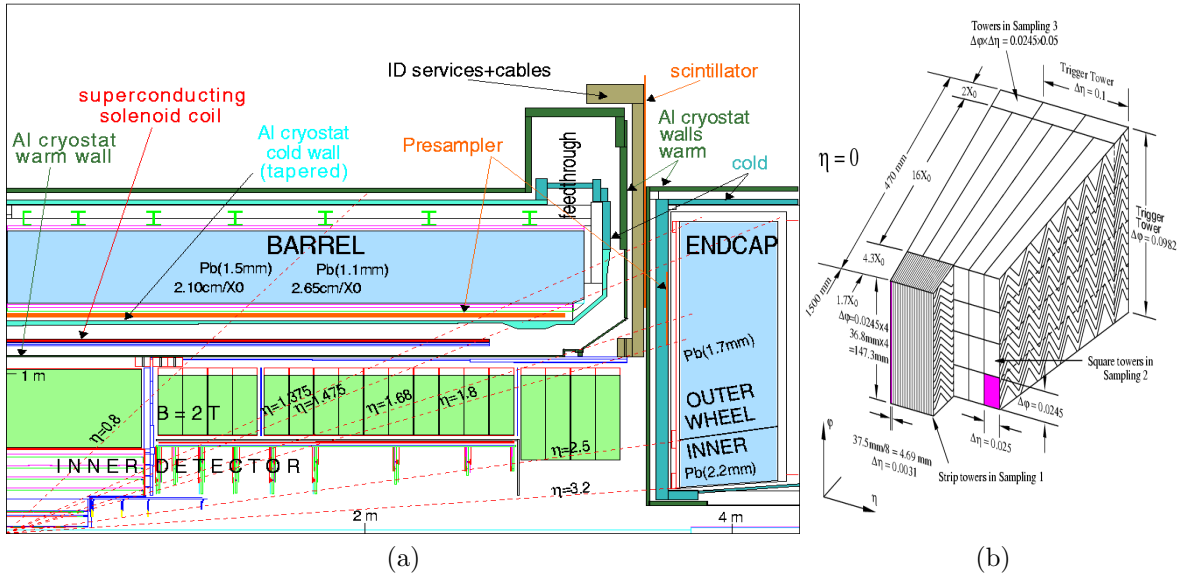 ID services+cables
scintillator
superconducting
solenoid coil
Al cryostat
warm wall
Al cryostat
cold wall
(tapered)
Presampler
Al cryostat
walls
warm
cold
feedthrough
BARREL
Pb(1.5mm)
Pb(1.1mm)
2.10cm/X0
2.65cm/X0
ENDCAP
Pb(1.7mm)
OUTER
WHEEL
INNER
Pb(2.2mm)
1 m
B = 2 T
η=0.8
η=1.375
η=1.475
η=1.68
η=1.8
η=2.5
η=3.2
INNER DETECTOR
2 m
4 m
(a)
Towers in Sampling 3
Δφ×Δη = 0.0245×0.05
Trigger Tower
Δη = 0.1
2X₀
η=0
470 mm
16X₀
Trigger
Tower
Δφ = 0.0982
4.3X₀
1500 mm
1.7X₀
Δφ=0.0245x4
36.8mmx4
=147.3mm
Square towers in
Sampling 2
Δφ = 0.0245
Δη = 0.025
37.5mm/8 = 4.69 mm
Δη = 0.0031
Strip towers in Sampling 1
φ
η
(b)